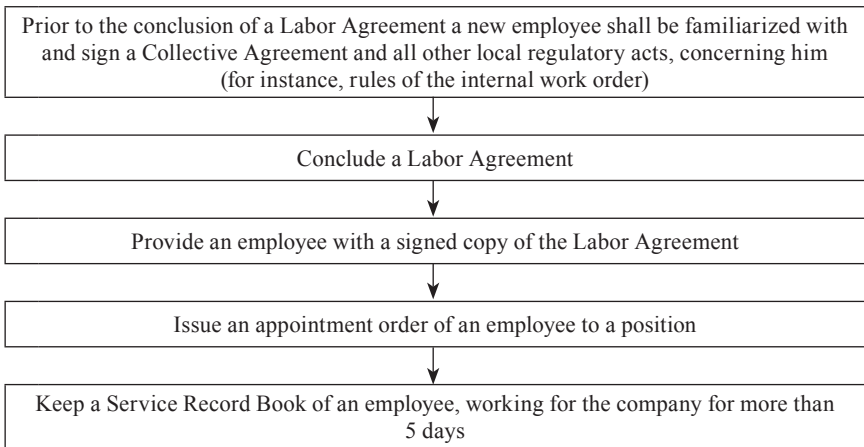 Prior to the conclusion of a Labor Agreement a new employee shall be familiarized with
and sign a Collective Agreement and all other local regulatory acts, concerning him
(for instance, rules of the internal work order)
Conclude a Labor Agreement
Provide an employee with a signed copy of the Labor Agreement
Issue an appointment order of an employee to a position
Keep a Service Record Book of an employee, working for the company for more than
5 days